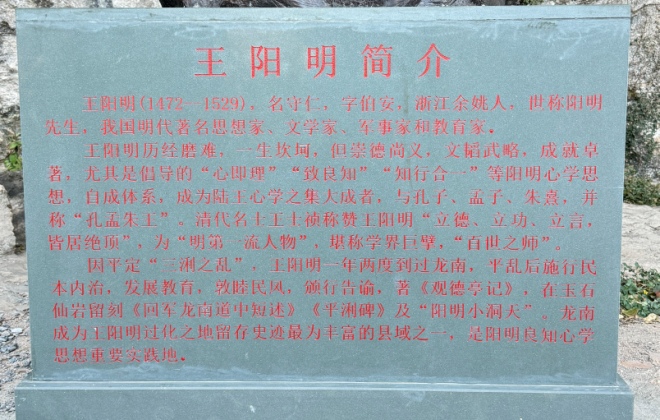 王阳明简介
王阳明(1472--1529)，名守仁，字伯安，浙江余姚人，世称阳明
先生，我国明代著名思想家、文学家、军事家和教育家。
王阳明历经磨难，一生坎坷，但崇德尚义，文韬武略，成就卓
著，尤其是倡导的“心即理”“致良知”“知行合一”等阳明心学思
想，自成体系，成为陆王心学之集大成者，与孔子、孟子、朱熹，并
称“孔孟朱王”。清代名士王士祯称赞王阳明“立德、立功、立言，
皆居绝顶”，为“明第一流人物”，堪称学界巨擘，“百世之师”。
因平定“三浰之乱”，王阳明一年两度到过龙南，平乱后施行民
本内治，发展教育，敦睦民风，颁行告谕，著《观德亭记》，在玉石
仙岩留刻《回军龙南道中短述》《平浰碑》及“阳明小洞天”。龙南
成为王阳明过化之地留存史迹最为丰富的县域之一，是阳明良知心学
思想重要实践地。